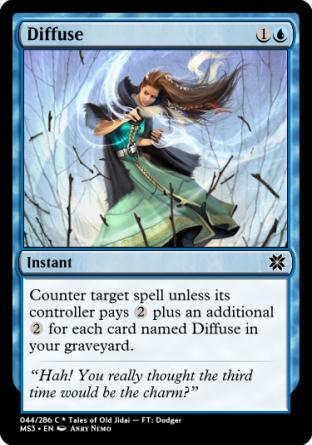 Diffuse 1
Instant
Counter target spell unless its
controller pays 2 plus an additional
2 for each card named Diffuse in
your graveyard.
“Hah! You really thought the third
time would be the charm?”
044/286 C * Tales of Old Jidai — FT: Dodger
MS3 • EN Anry Nemo